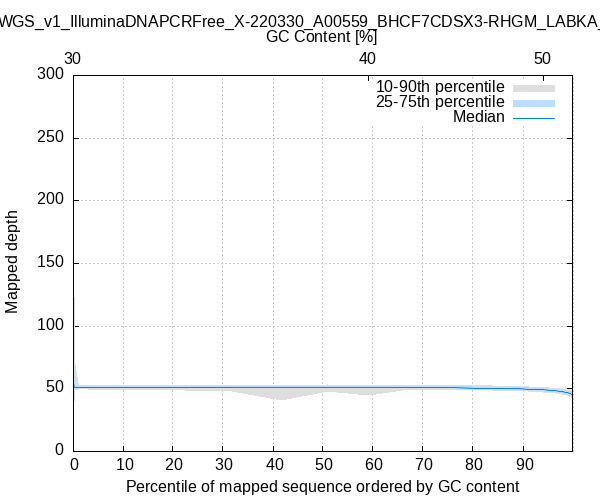 WGS_v1_IlluminaDNAPCRFree_X-220330_A00559_BHCF7CDSX3-RHGM_LABKA_
GC Content [%]
30 40 50
300
250
200
150
100
50
0
10-90th percentile
25-75th percentile
Median
Mapped depth
0 10 20 30 40 50 60 70 80 90
Percentile of mapped sequence ordered by GC content